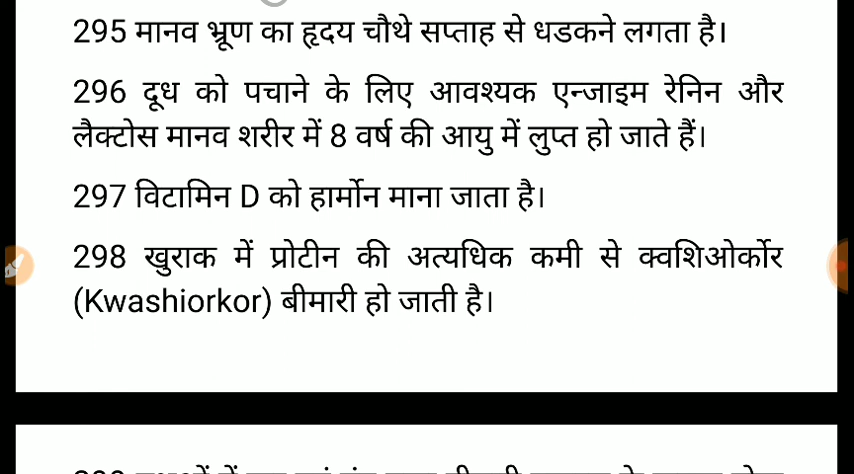 295 मानव भ्रूण का हृदय चौथे सप्ताह से धडकने लगता है।
296 दूध को पचाने के लिए आवश्यक एन्जाइम रेनिन और
लैक्टोस मानव शरीर में 8 वर्ष की आयु में लुप्त हो जाते हैं।
297 विटामिन D को हार्मोन माना जाता है।
298 खुराक में प्रोटीन की अत्यधिक कमी से क्वशिओर्कोर
(Kwashiorkor) बीमारी हो जाती है।